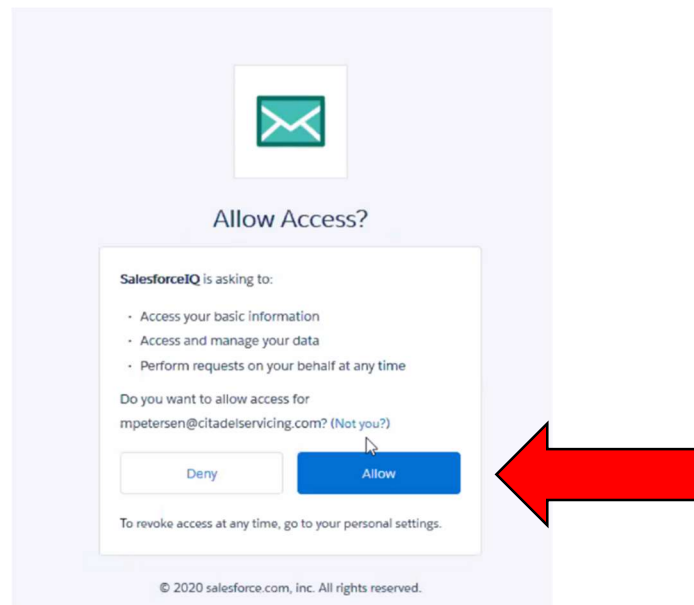 Allow Access?
SalesforceIQ is asking to:
· Access your basic information
· Access and manage your data
· Perform requests on your behalf at any time
Do you want to allow access for
mpetersen@citadelservicing.com? (Not you?)
Deny Allow
To revoke access at any time, go to your personal settings.
© 2020 salesforce.com, inc. All rights reserved.